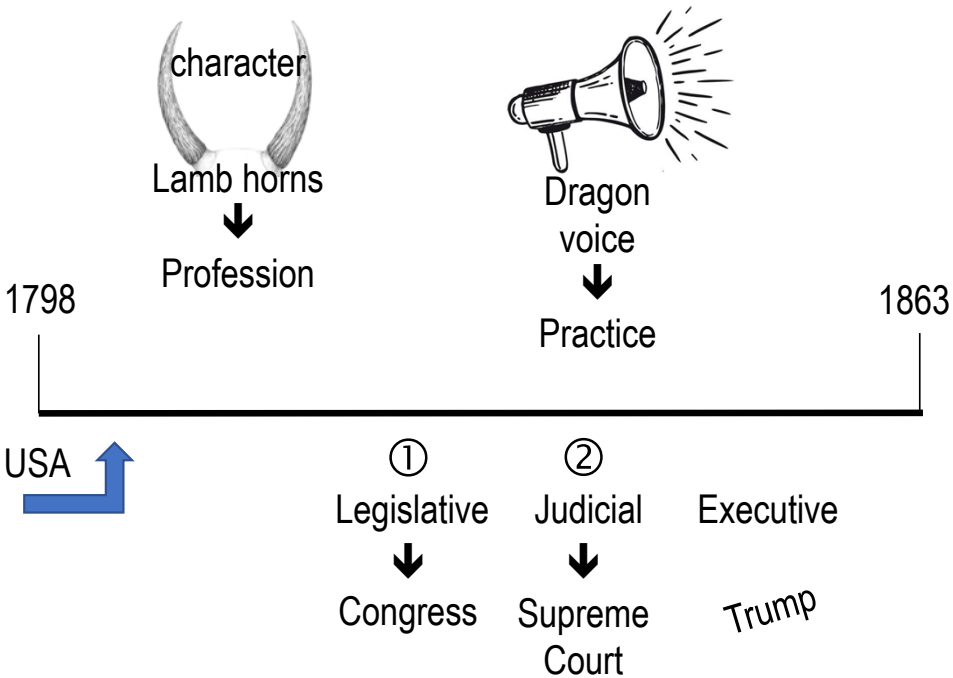 character
Lamb horns
Profession
Dragon
voice
Practice
1798
1863
USA
①
②
Legislative
Judicial
Executive
Congress
Supreme
Court
Trump